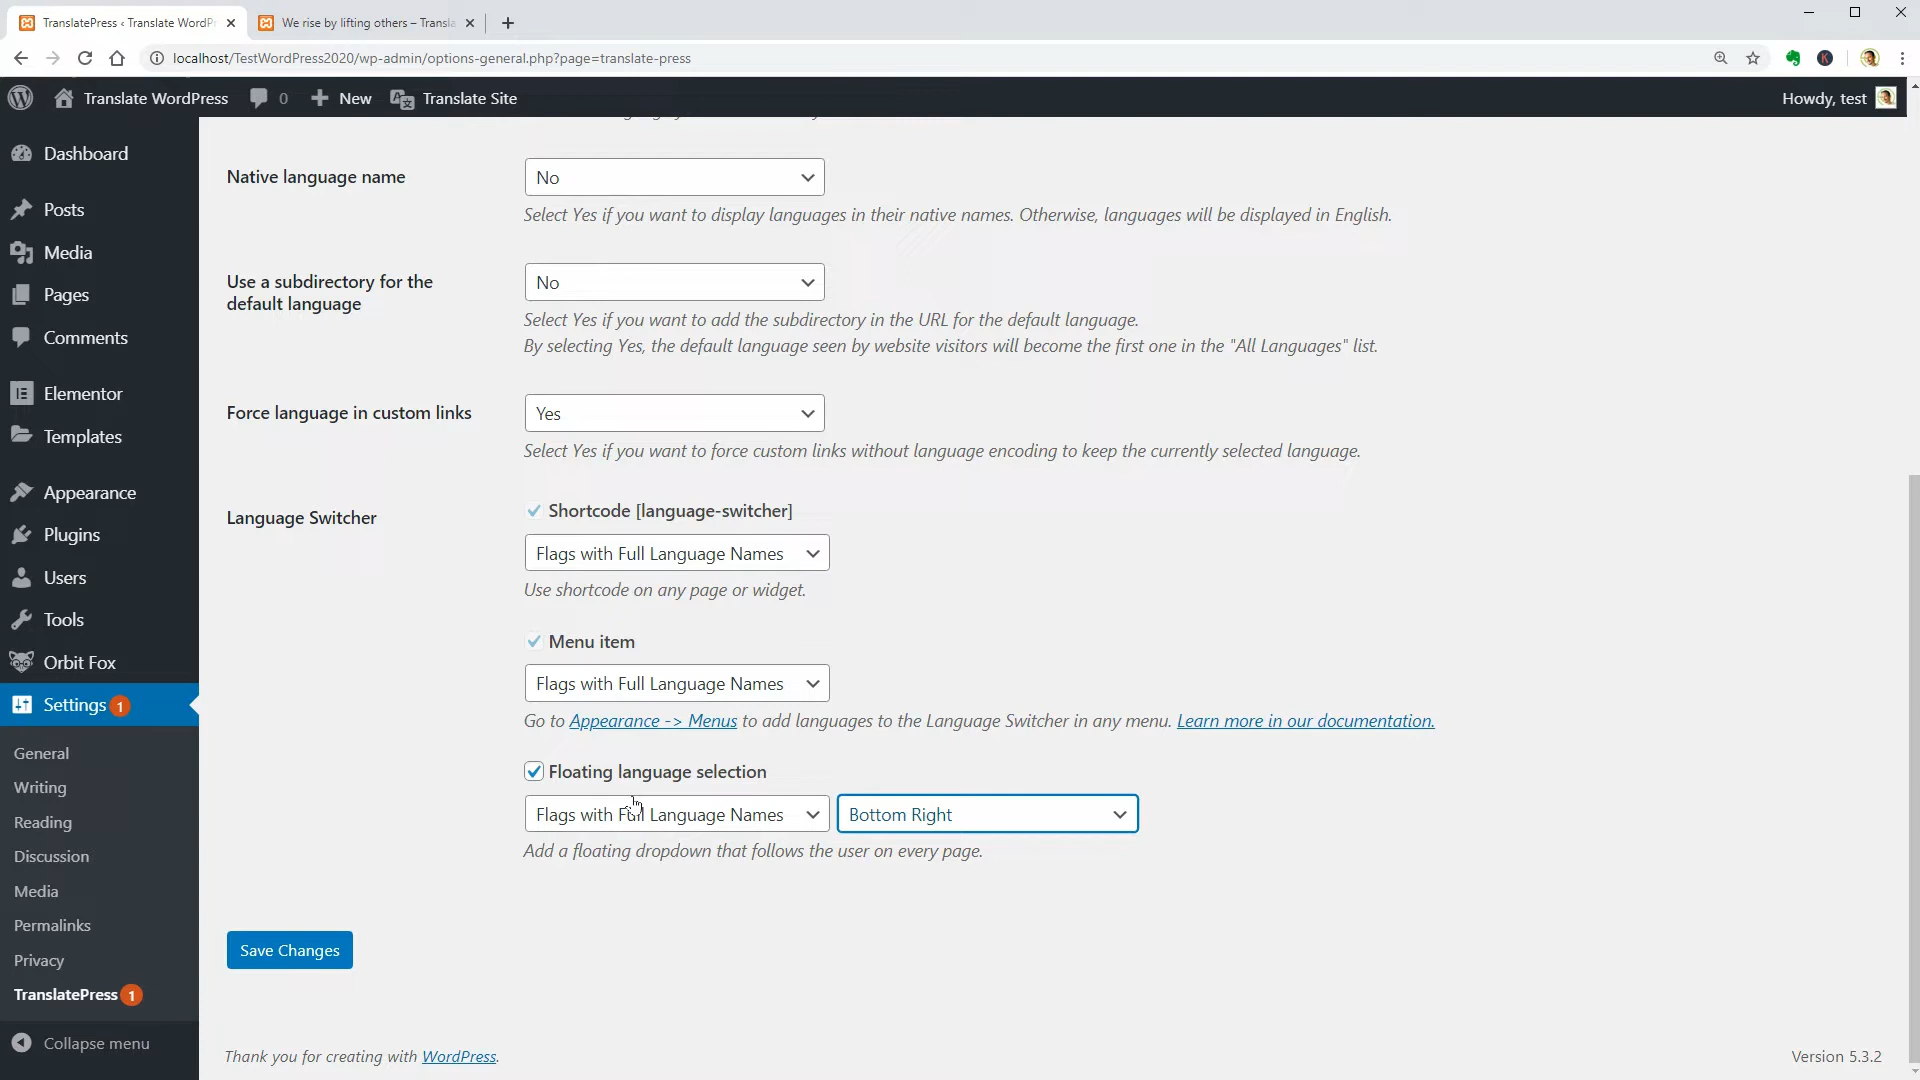 TranslatePress ‹ Translate WordP
We rise by lifting others – Transla
localhost/TestWordPress2020/wp-admin/options-general.php?page=translate-press
Translate WordPress
0
New
Translate Site
Howdy, test
Dashboard
Posts
Media
Pages
Comments
Elementor
Templates
Appearance
Plugins
Users
Tools
Orbit Fox
Settings 1
General
Writing
Reading
Discussion
Media
Permalinks
Privacy
TranslatePress 1
Collapse menu
Native language name
No
Select Yes if you want to display languages in their native names. Otherwise, languages will be displayed in English.
Use a subdirectory for the
default language
No
Select Yes if you want to add the subdirectory in the URL for the default language.
By selecting Yes, the default language seen by website visitors will become the first one in the "All Languages" list.
Force language in custom links
Yes
Select Yes if you want to force custom links without language encoding to keep the currently selected language.
Language Switcher
Shortcode [language-switcher]
Flags with Full Language Names
Use shortcode on any page or widget.
Menu item
Flags with Full Language Names
Go to Appearance -> Menus to add languages to the Language Switcher in any menu. Learn more in our documentation.
Floating language selection
Flags with Full Language Names
Bottom Right
Add a floating dropdown that follows the user on every page.
Save Changes
Thank you for creating with WordPress.
Version 5.3.2